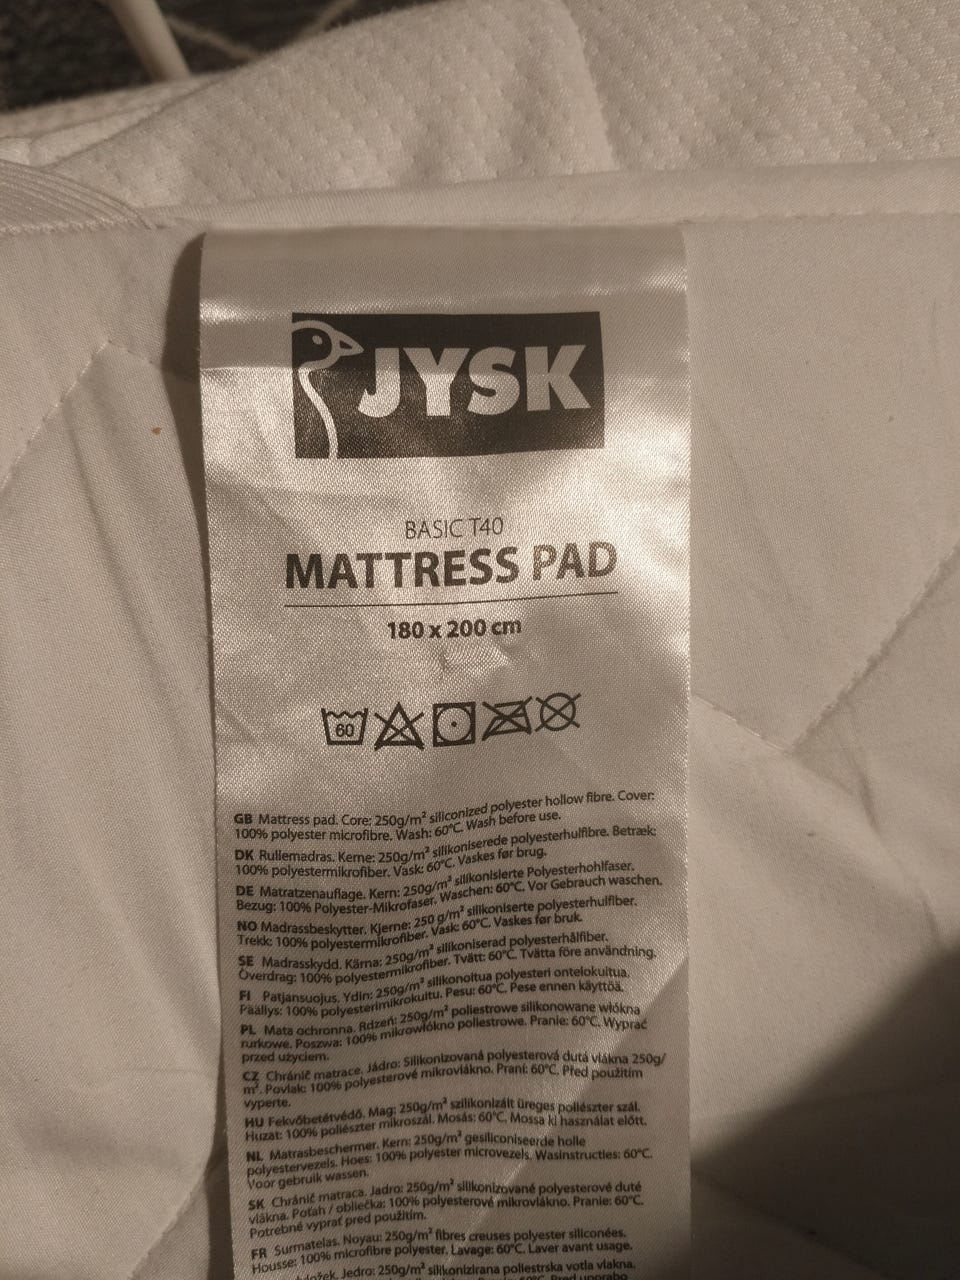 JYSK
BASIC T40
MATTRESS PAD
180 x 200 cm
60
GB Mattress pad. Core: 250g/m² siliconized polyester hollow fibre. Cover:
100% polyester microfibre. Wash: 60°C. Wash before use.
DK Rullemadras. Kerne: 250g/m² silikoniserede polyesterhulfibre. Betræk:
100% polyestermikrofiber. Vask: 60°C. Vaskes før brug.
DE Matratzenauflage. Kern: 250g/m² silikonisierte Polyesterhohlfaser.
Bezug: 100% Polyester-Mikrofaser. Waschen: 60°C. Vor Gebrauch waschen.
NO Madrassbeskytter. Kjerne: 250 g/m² silikoniserte polyesterhulfiber.
Trekk: 100% polyestermikrofiber. Vask: 60°C. Vaskes før bruk.
SE Madrasskydd. Kärna: 250g/m² silikoniserad polyesterhålfiber.
Överdrag: 100% polyestermikrofiber. Tvätt: 60°C. Tvätta före användning.
FI Patjansuojus. Ydin: 250g/m² silikonoitua polyesteri ontelokuitua.
Päällys: 100% polyesterimikrokuitu. Pesu: 60°C. Pese ennen käyttöä.
PL Mata ochronna. Rdzeń: 250g/m² poliestrowe silikonowane włókna
rurkowe. Poszwa: 100% mikrowłókno poliestrowe. Pranie: 60°C. Wyprać
przed użyciem.
CZ Chránič matrace. Jádro: Silikonizovaná polyesterová dutá vlákna 250g/
m². Povlak: 100% polyesterové mikrovlákno. Praní: 60°C. Před použitím
vyperte.
HU Fekvőbetétvédő. Mag: 250g/m² szilikonizált üreges poliészter szál.
Huzat: 100% poliészter mikroszál. Mosás: 60°C. Mossa ki használat előtt.
NL Matrasbeschermer. Kern: 250g/m² gesiliconiseerde holle
polyestervezels. Hoes: 100% polyester microvezels. Wasinstructies: 60°C.
Voor gebruik wassen.
SK Chránič matraca. Jadro: 250g/m² silikonizované polyesterové duté
vlákna. Poťah / obliečka: 100% polyesterové mikrovlákno. Pranie: 60°C.
Potrebné vyprať pred použitím.
FR Surmatelas. Noyau: 250g/m² fibres creuses polyester siliconées.
Housse: 100% microfibre polyester. Lavage: 60°C. Laver avant usage.
Jedro: 250g/m² silikonizirana poliestrska votla vlakna.
60°C. Pred uporabo